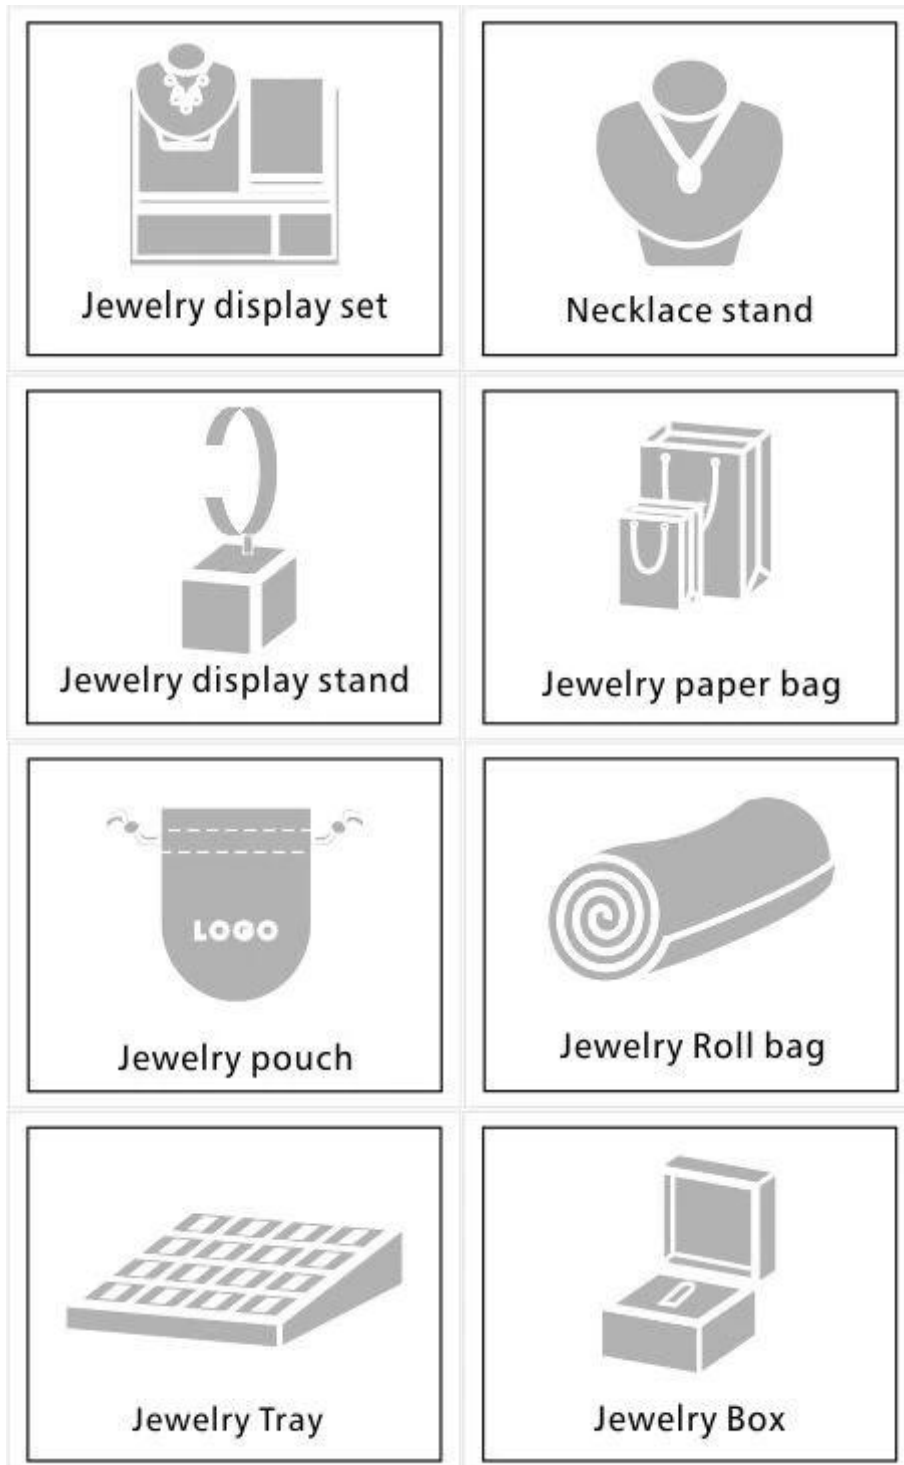 Jewelry display set
Necklace stand
Jewelry display stand
Jewelry paper bag
LOGO
Jewelry pouch
Jewelry Roll bag
Jewelry Tray
Jewelry Box